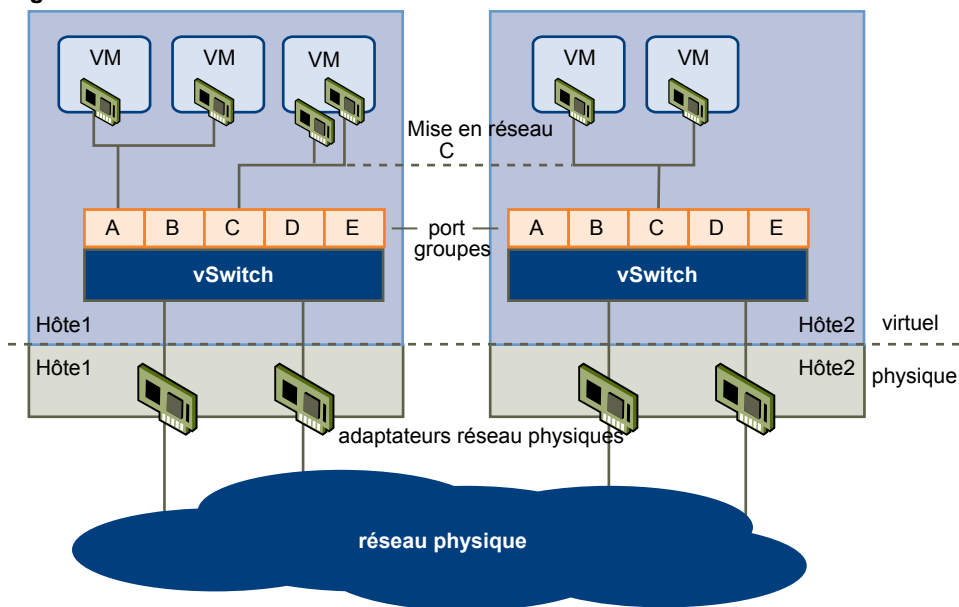 VM
VM
VM
VM
VM
Mise en réseau
C
A B C D E
port
groupes
A B C D E
vSwitch
vSwitch
Hôte1
Hôte2
virtuel
Hôte1
Hôte2
physique
adaptateurs réseau physiques
réseau physique